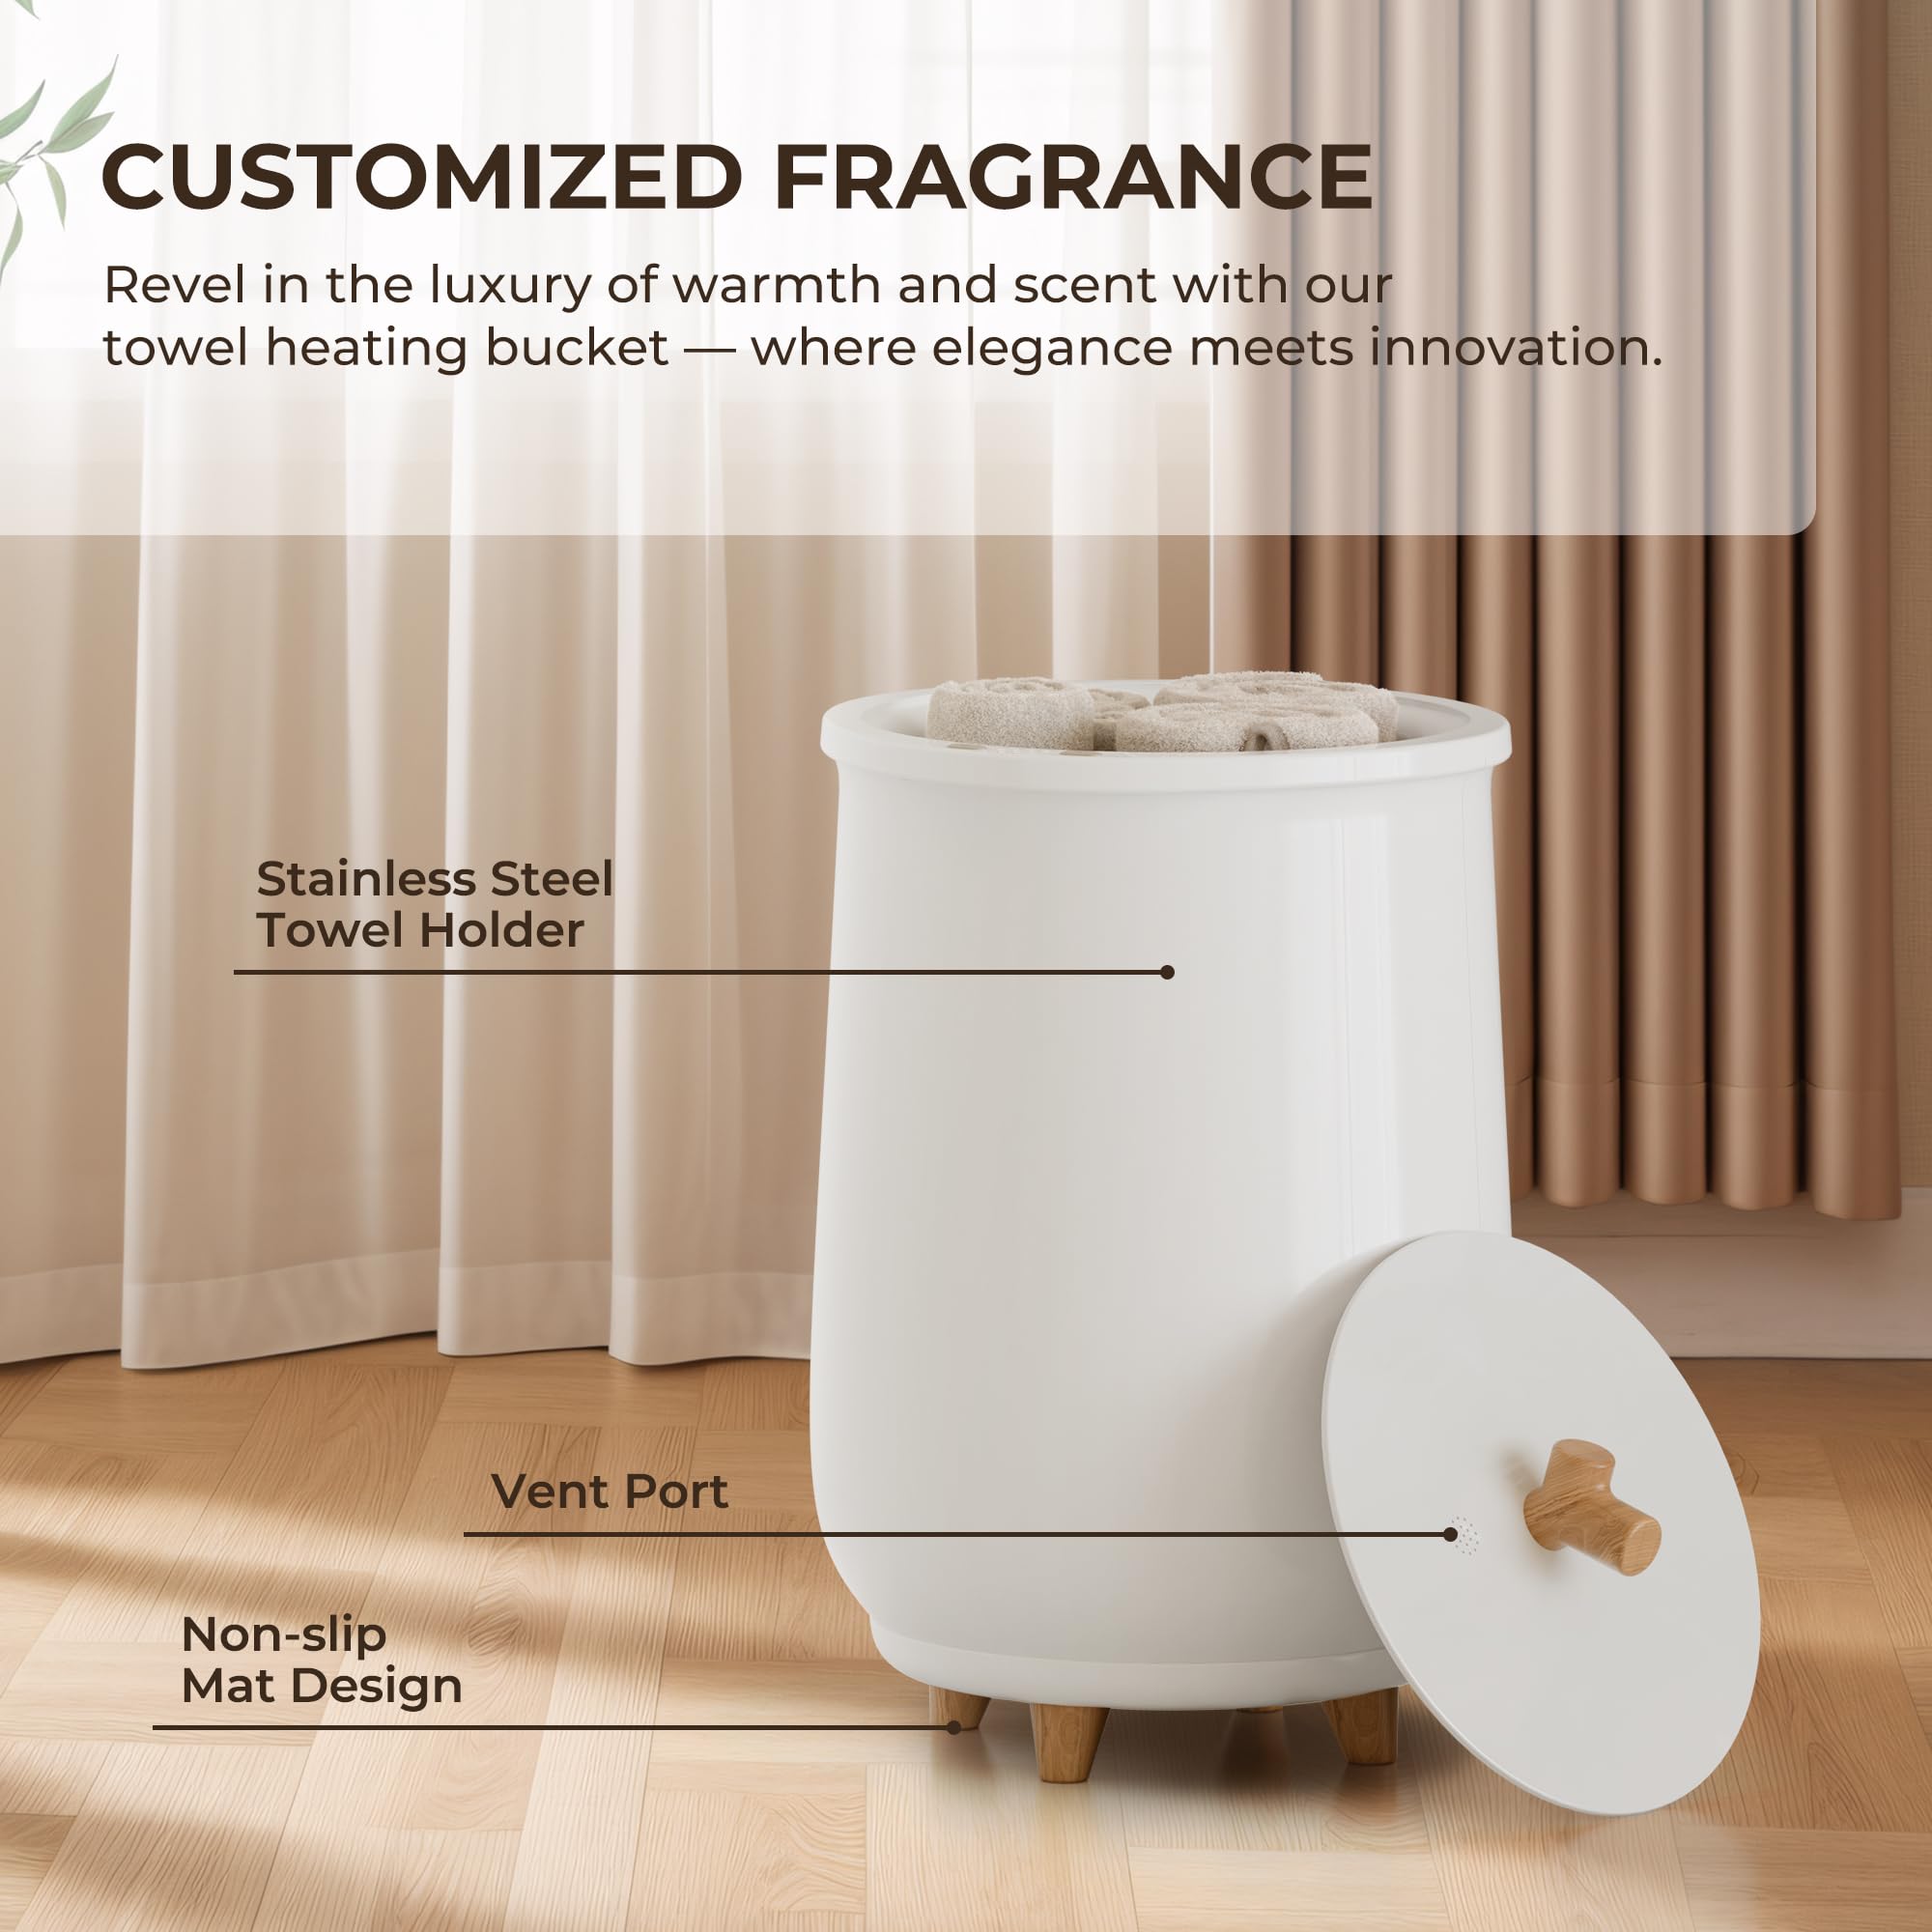 CUSTOMIZED FRAGRANCE
Revel in the luxury of warmth and scent with our
towel heating bucket — where elegance meets innovation.
Stainless Steel
Towel Holder
Vent Port
Non-slip
Mat Design